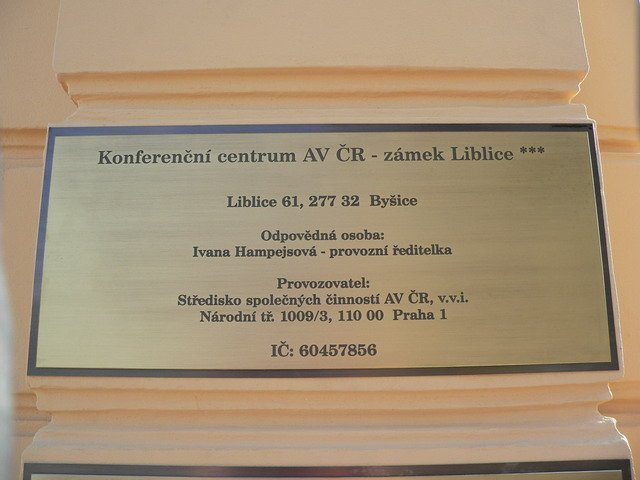 Konferenční centrum AV ČR - zámek Liblice ***
Liblice 61, 277 32 Byšice
Odpovědná osoba:
Ivana Hampejsová - provozní ředitelka
Provozovatel:
Středisko společných činností AV ČR, v.v.i.
Národní tř. 1009/3, 110 00 Praha 1
IČ: 60457856